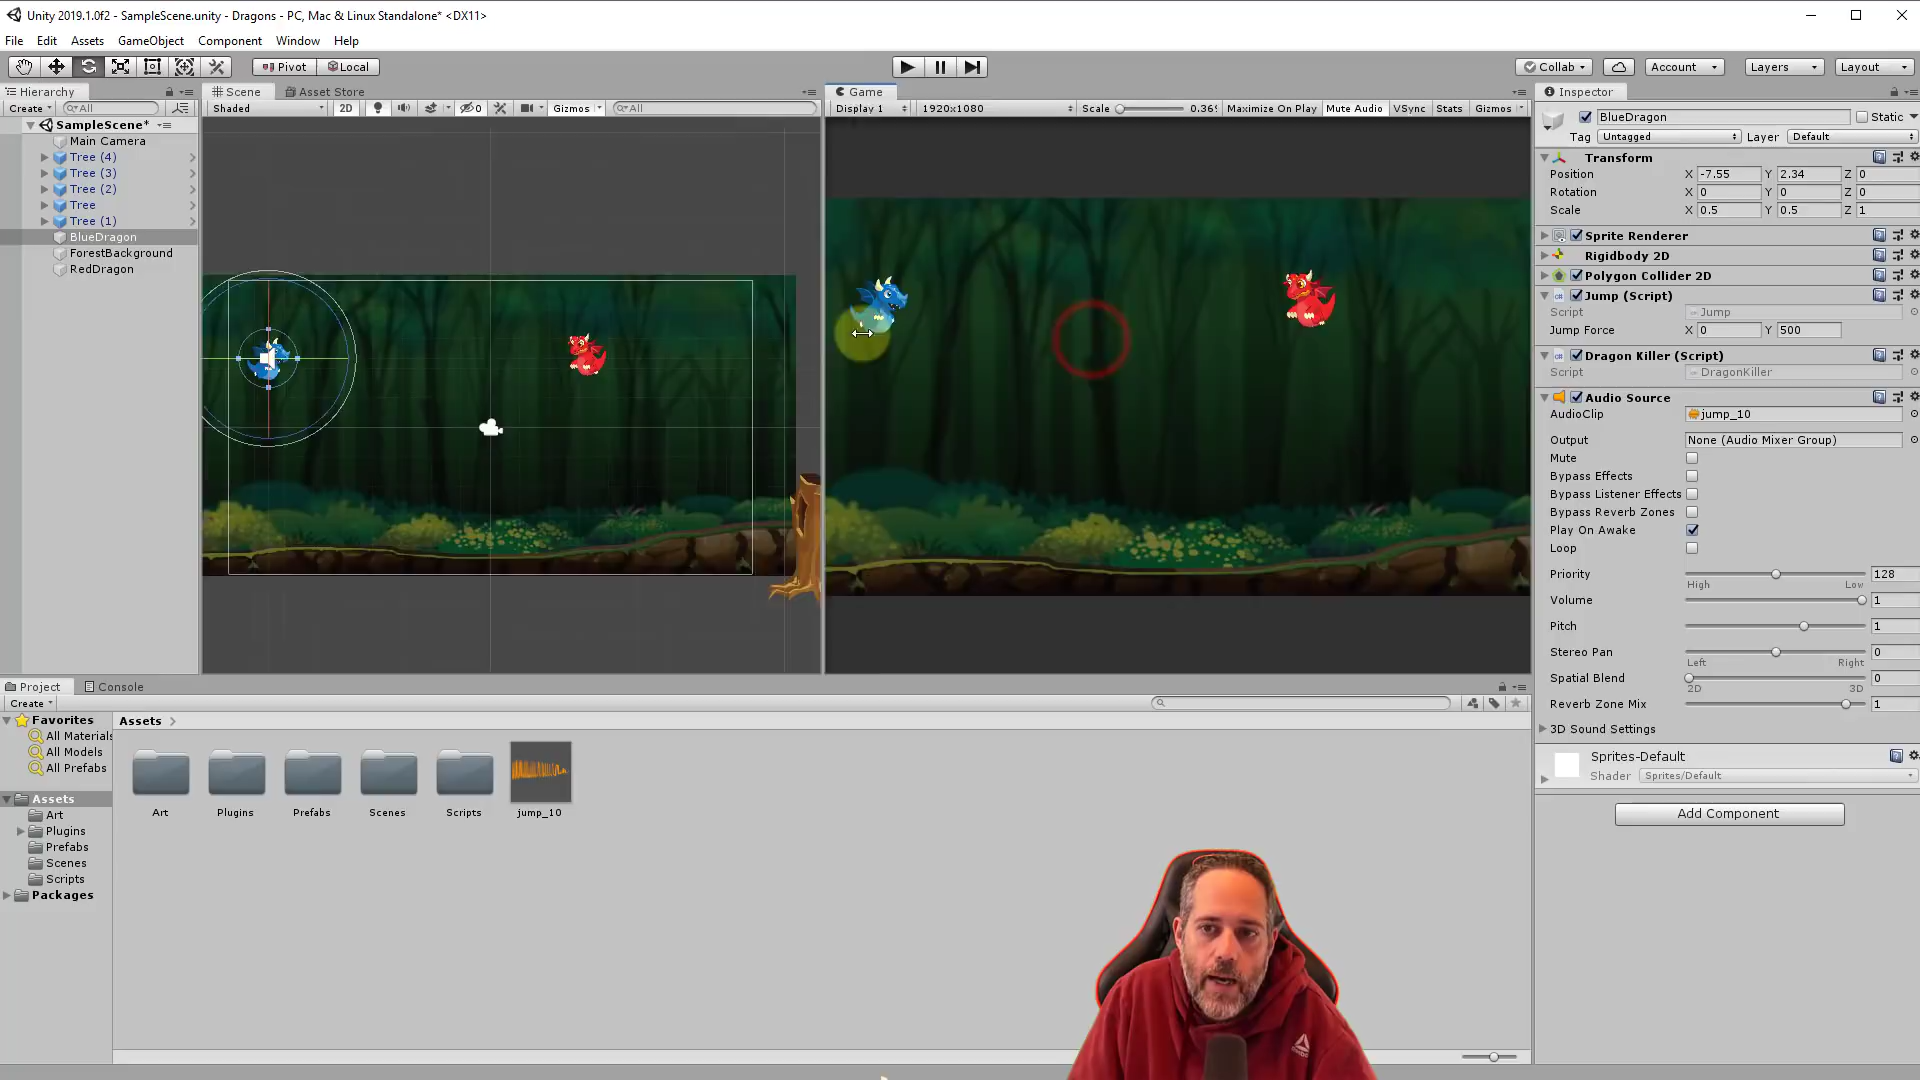 Unity 2019.1.0f2 - SampleScene.unity - Dragons - PC, Mac & Linux Standalone* <DX11>
File Edit Assets GameObject Component Window Help
Pivot Local Collab Account Layers Layout
Hierarchy
Create All
SampleScene*
Main Camera
Tree (4)
Tree (3)
Tree (2)
Tree
Tree (1)
BlueDragon
ForestBackground
RedDragon
Scene Asset Store
Shaded 2D 0 Gizmos All
Game
Display 1 1920x1080 Scale 0.36 Maximize On Play Mute Audio VSync Stats Gizmos
Inspector
BlueDragon Static
Tag Untagged Layer Default
Transform
Position X -7.55 Y 2.34 Z 0
Rotation X 0 Y 0 Z 0
Scale X 0.5 Y 0.5 Z 1
Sprite Renderer
Rigidbody 2D
Polygon Collider 2D
Jump (Script)
Script Jump
Jump Force X 0 Y 500
Dragon Killer (Script)
Script DragonKiller
Audio Source
AudioClip jump_10
Output None (Audio Mixer Group)
Mute
Bypass Effects
Bypass Listener Effects
Bypass Reverb Zones
Play On Awake
Loop
Priority 128
High Low
Volume 1
Pitch 1
Stereo Pan 0
Left Right
Spatial Blend 0
2D 3D
Reverb Zone Mix 1
3D Sound Settings
Sprites-Default
Shader Sprites/Default
Add Component
Project Console
Create
Favorites
All Materials
All Models
All Prefabs
Assets
Art
Plugins
Prefabs
Scenes
Scripts
Packages
Assets
Art Plugins Prefabs Scenes Scripts jump_10